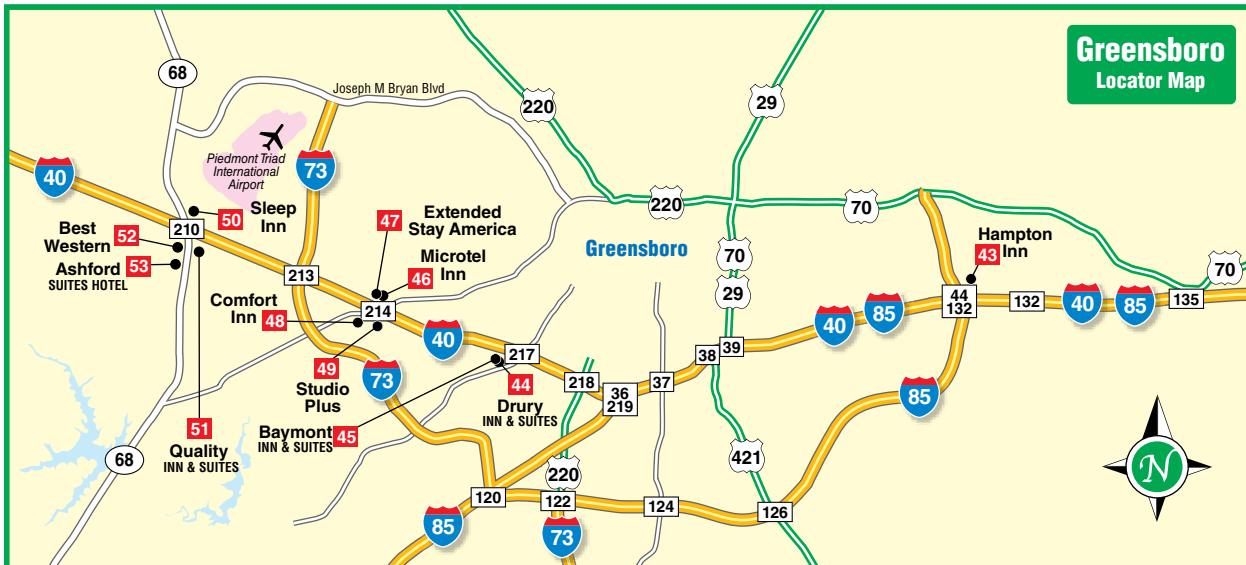 Greensboro
Locator Map
68
Joseph M Bryan Blvd
220
29
Piedmont Triad
International
Airport
73
40
50
Sleep
Inn
210
Best
Western
52
Ashford
SUITES HOTEL
53
47
Extended
Stay America
46
Microtel
Inn
213
214
Comfort
Inn
48
49
Studio
Plus
40
73
220
70
Greensboro
70
29
Hampton
Inn
43
44
132
132
40
85
135
70
40
85
39
38
37
217
218
36
219
44
Drury
INN & SUITES
Baymont
INN & SUITES
45
51
Quality
INN & SUITES
68
85
421
220
120
122
124
126
85
73
N